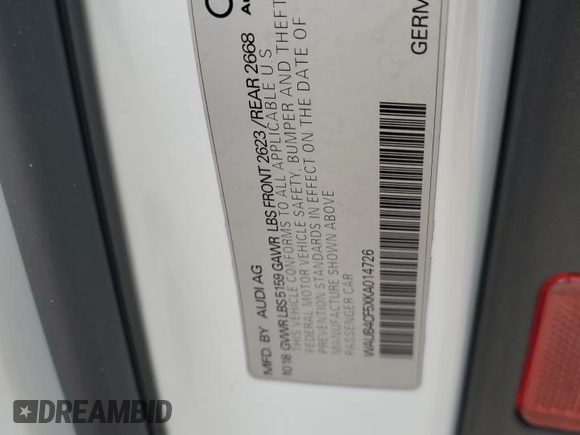 MFD. BY AUDI AG
1018 GVWR LBS 5159 GAWR LBS FRONT 2623 /REAR 2668
THIS VEHICLE CONFORMS TO ALL APPLICABLE U S
FEDERAL MOTOR VEHICLE SAFETY, BUMPER AND THEFT
PREVENTION STANDARDS IN EFFECT ON THE DATE OF
MANUFACTURE SHOWN ABOVE
PASSENGER CAR
WAUB4CF5XKA014726
GERM
DREAMBID